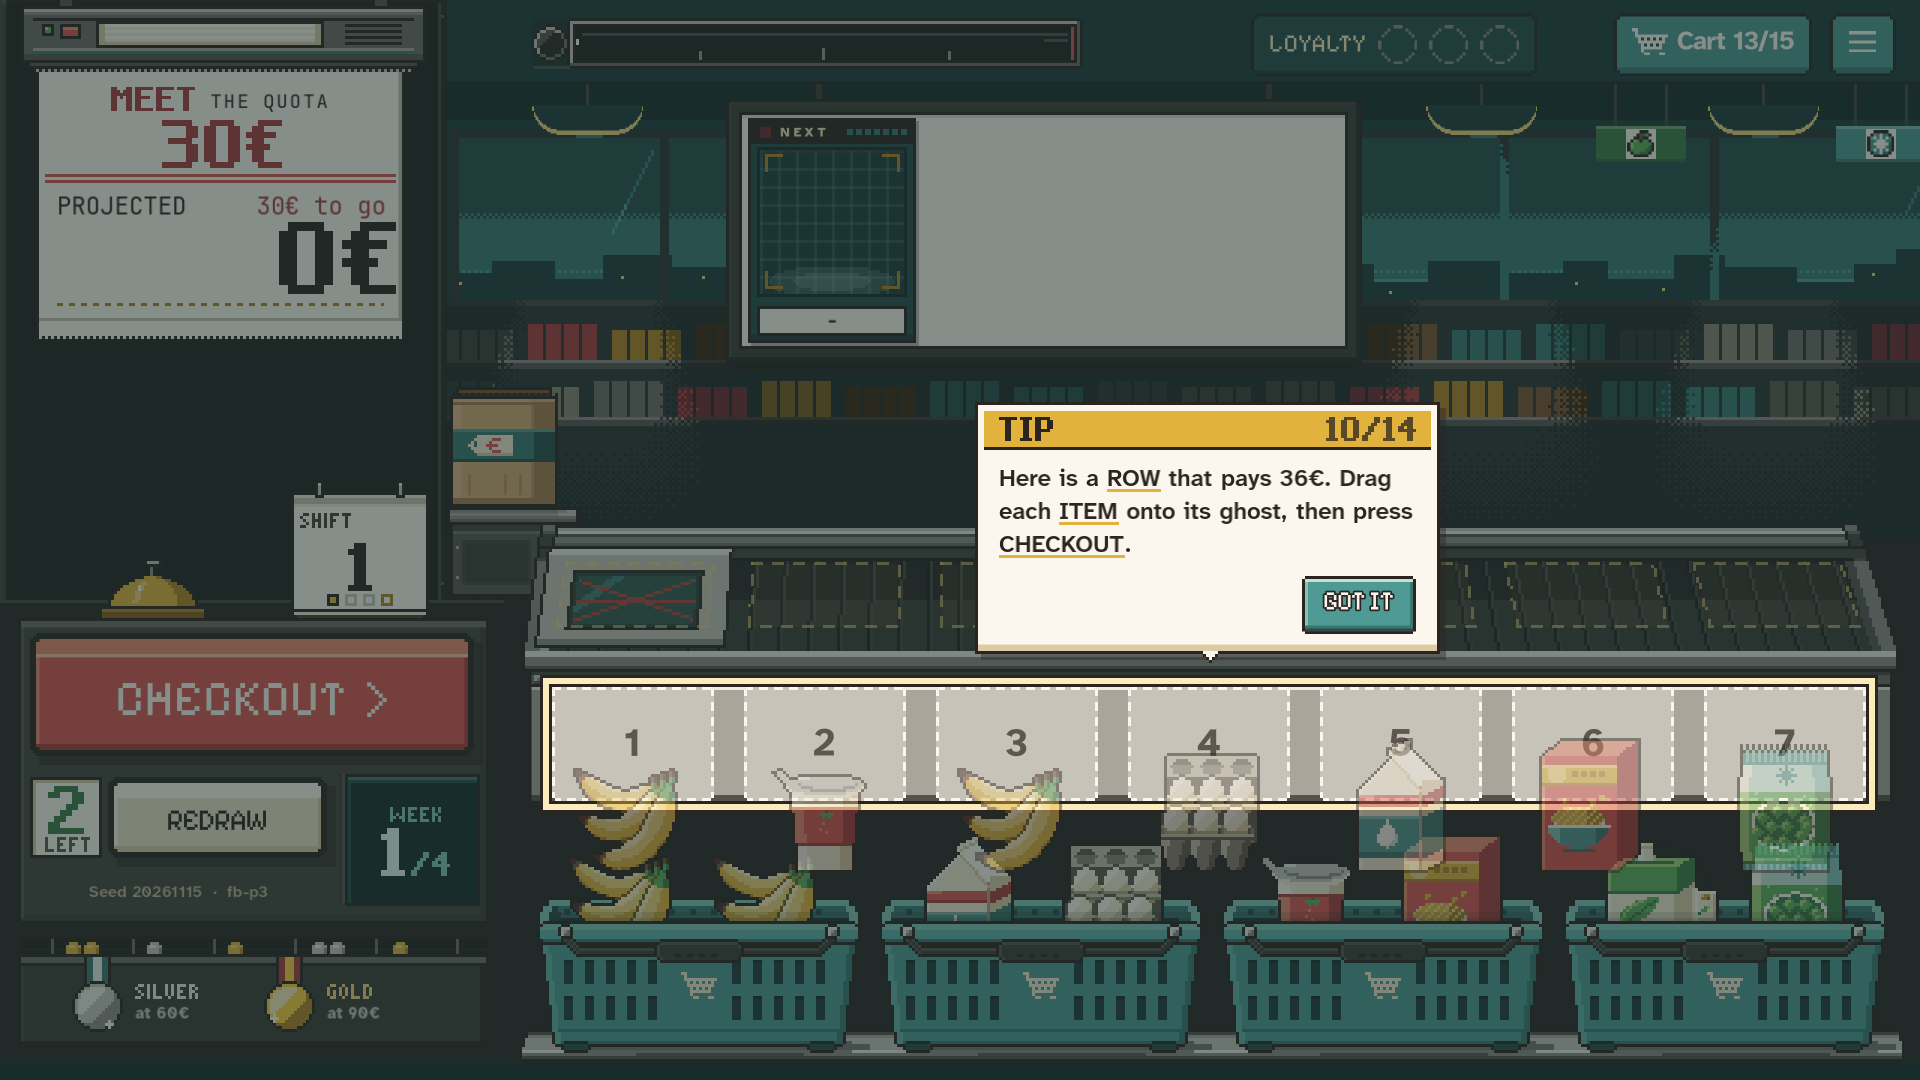 MEET THE QUOTA
30€
PROJECTED 30€ to go
0€
LOYALTY
Cart 13/15
NEXT
-
€
SHIFT
1
TIP 10/14
Here is a ROW that pays 36€. Drag
each ITEM onto its ghost, then press
CHECKOUT.
GOT IT
CHECKOUT >
1 2 3 4 5 6 7
2
LEFT
REDRAW
WEEK
1/4
Seed 20261115 · fb-p3
SILVER
at 60€
GOLD
at 90€